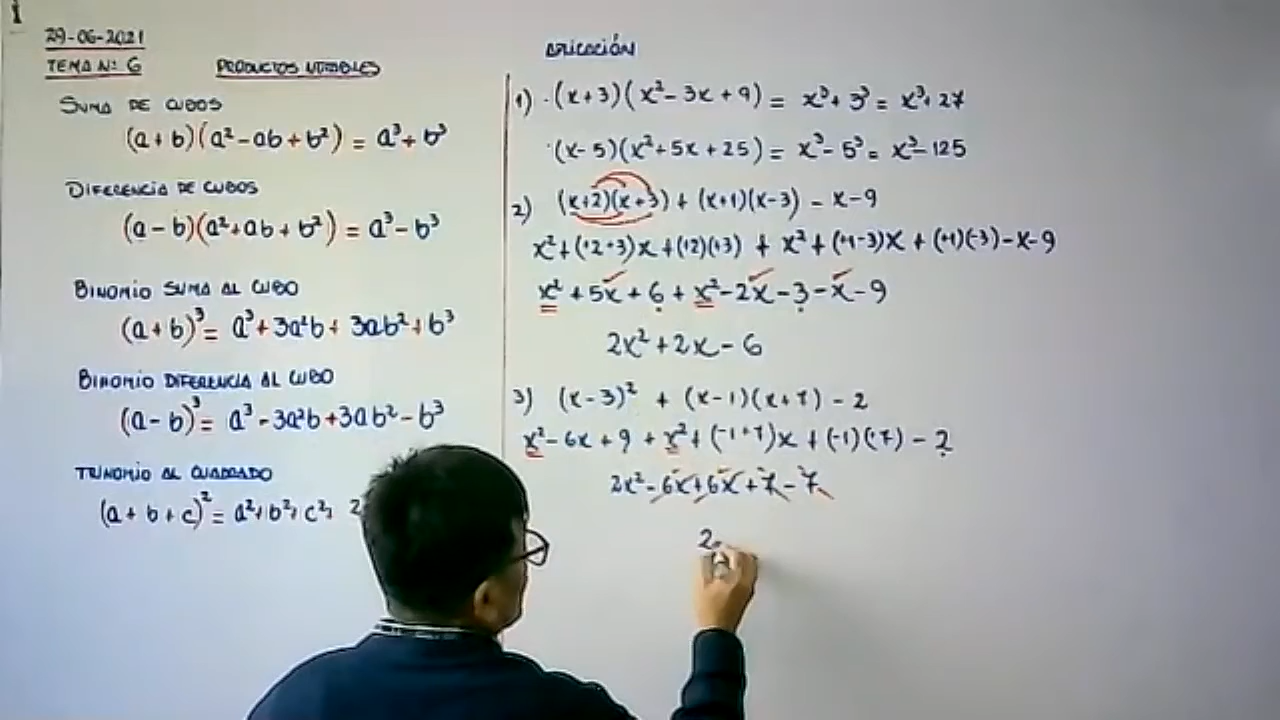 29-06-2021
TEMA Nº 6
PRODUCTOS NOTABLES
SUMA DE CUBOS
(a+b)(a²-ab+b²) = a³+b³
DIFERENCIA DE CUBOS
(a-b)(a²+ab+b²) = a³-b³
BINOMIO SUMA AL CUBO
(a+b)³ = a³+3a²b+3ab²+b³
BINOMIO DIFERENCIA AL CUBO
(a-b)³ = a³-3a²b+3ab²-b³
TRINOMIO AL CUADRADO
(a+b+c)² = a²+b²+c²+ 2
APLICACIÓN
1) ·(x+3)(x²-3x+9) = x³+3³ = x³+27
·(x-5)(x²+5x+25) = x³-5³ = x³-125
2) (x+2)(x+3) + (x+1)(x-3) - x-9
x²+(+2+3)x+(+2)(+3) + x²+(+1-3)x+(+1)(-3)-x-9
x²+5x+6+x²-2x-3-x-9
2x²+2x-6
3) (x-3)² + (x-1)(x+7) - 2
x²-6x+9+x²+(-1+7)x+(-1)(7)-2
2x²-6x+6x+7-7
2